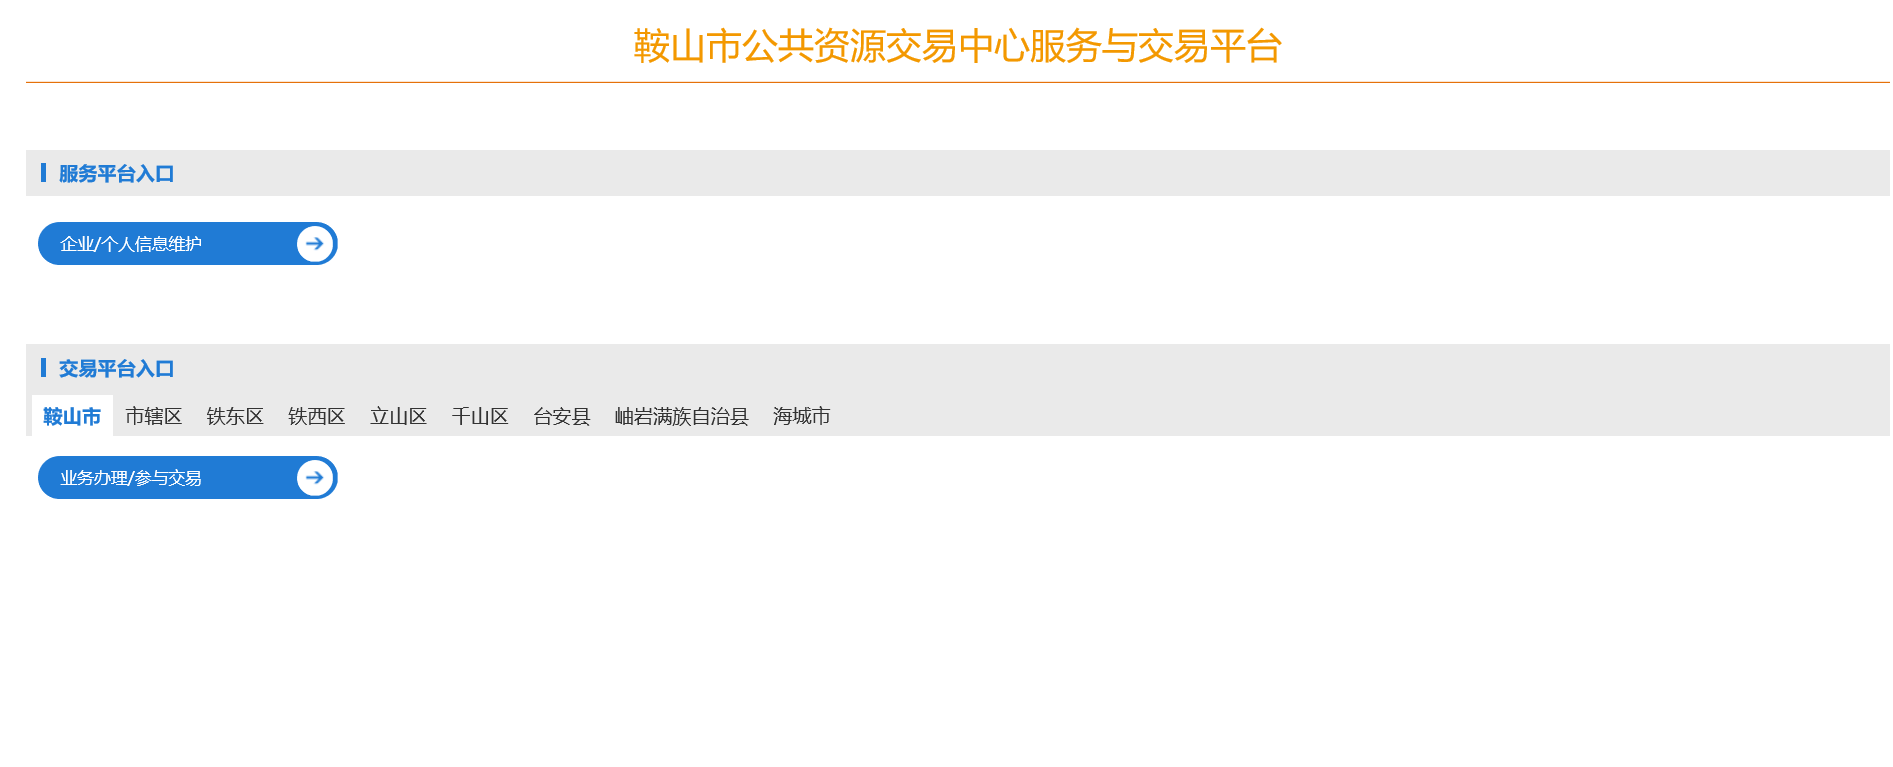 鞍山市公共资源交易中心服务与交易平台
服务平台入口
企业/个人信息维护
交易平台入口
鞍山市 市辖区 铁东区 铁西区 立山区 千山区 台安县 岫岩满族自治县 海城市
业务办理/参与交易